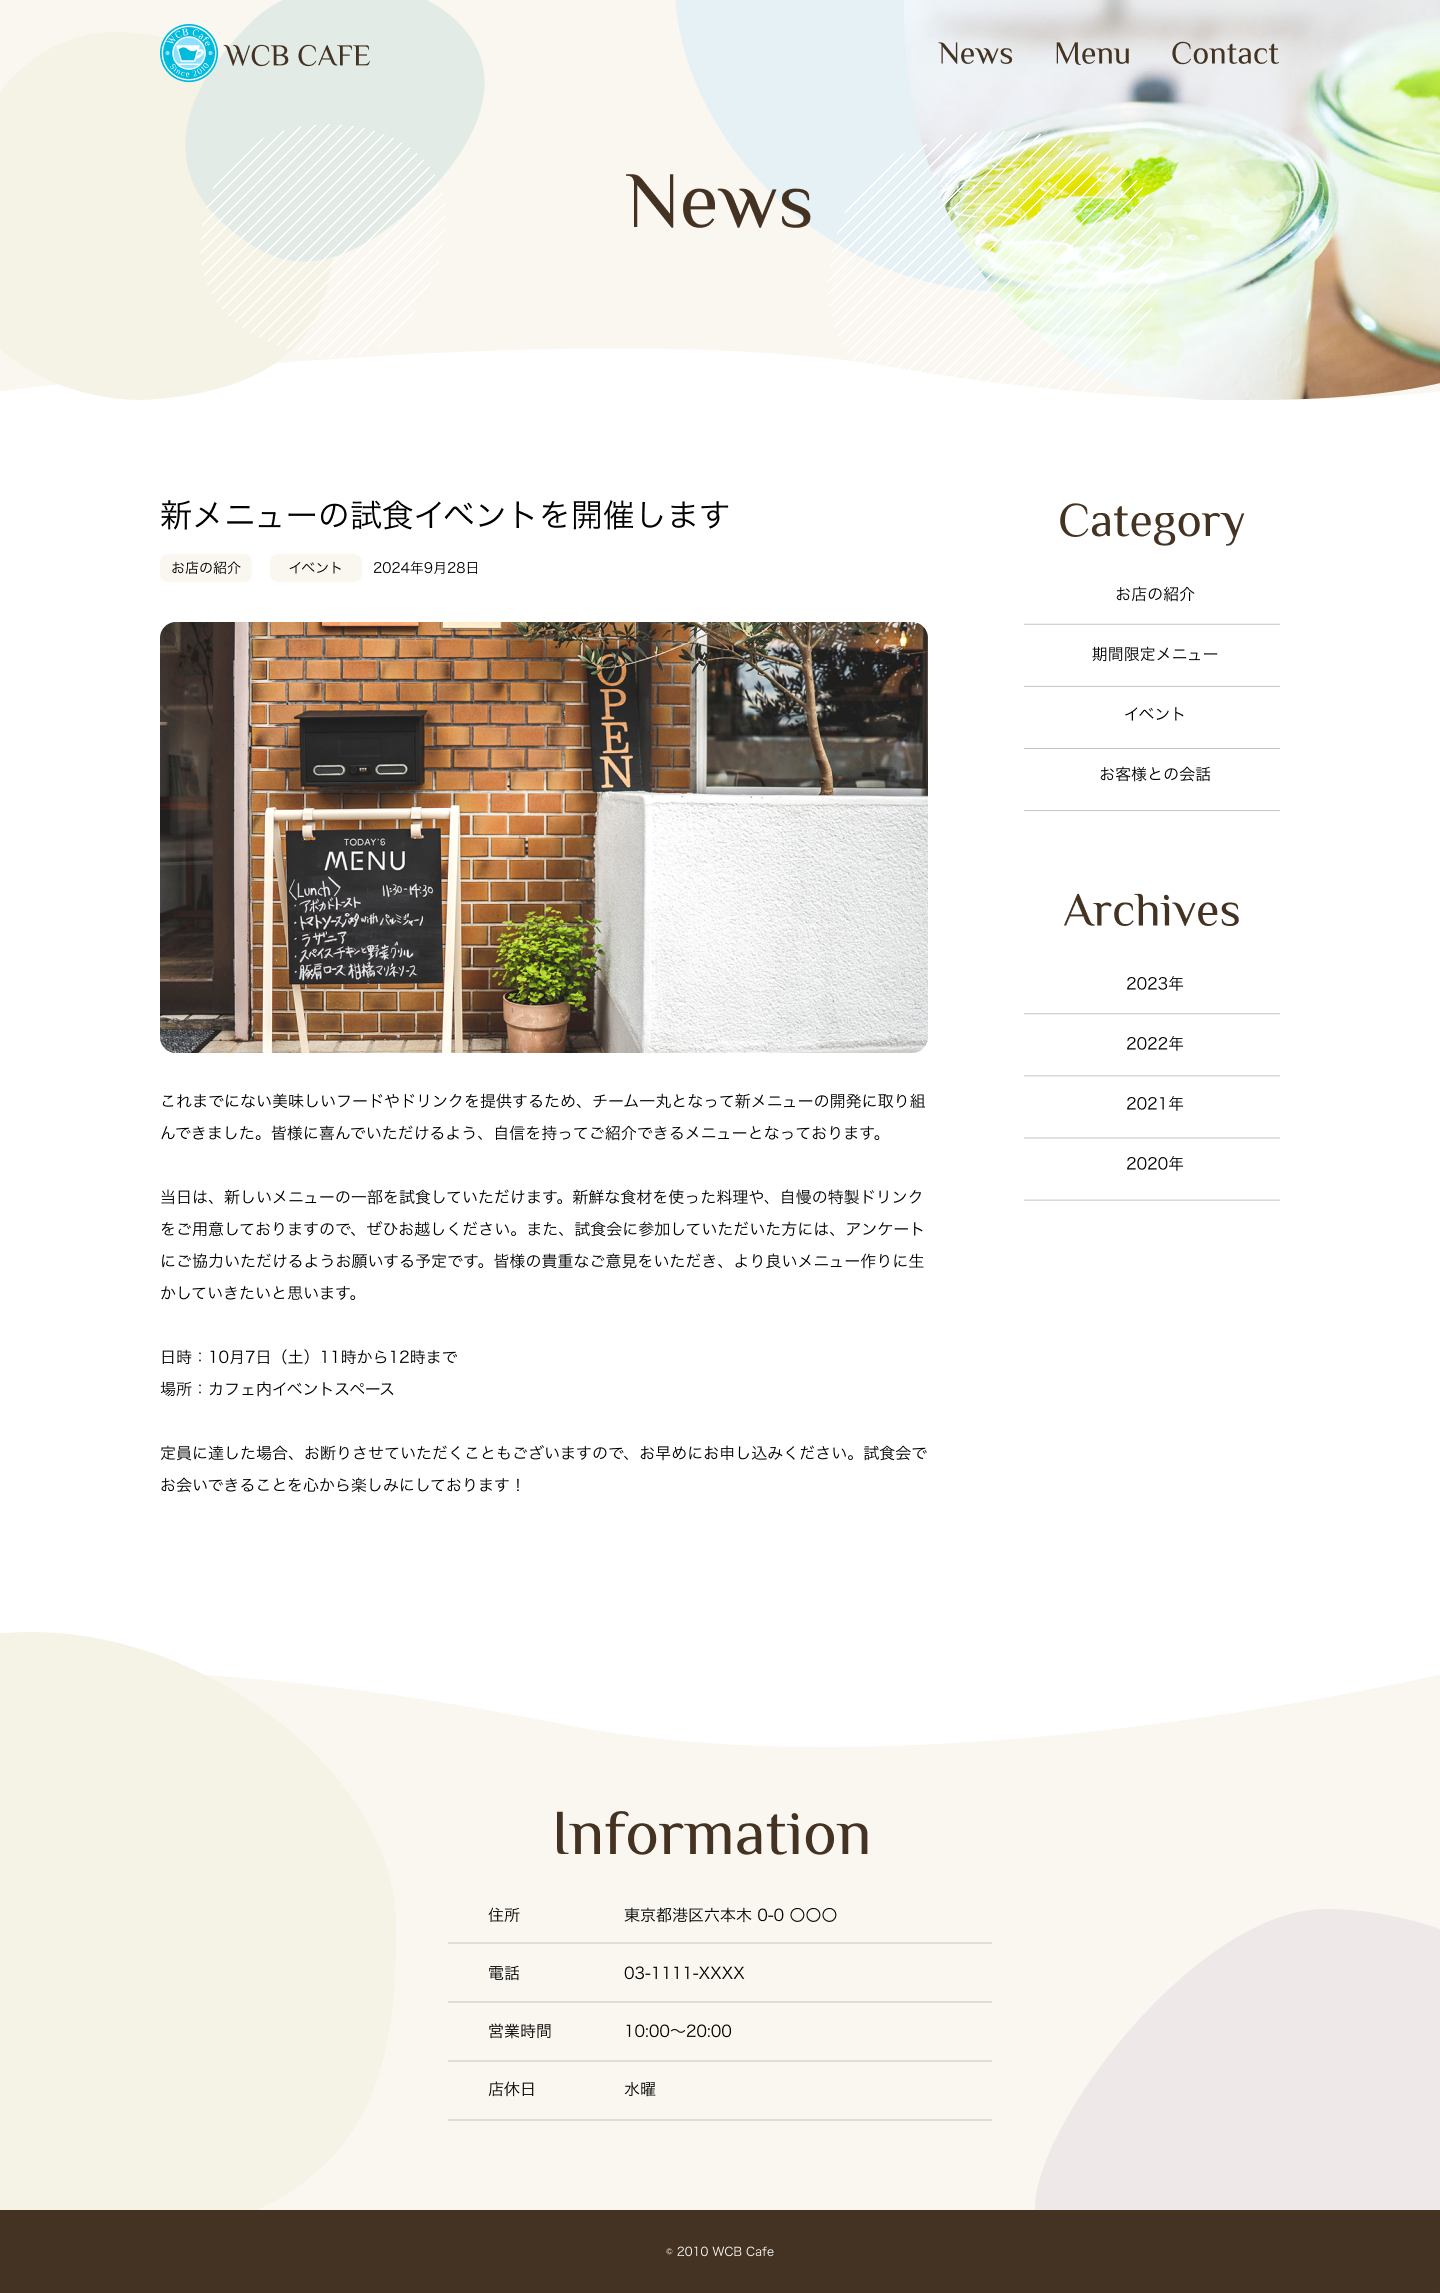 WCB Cafe
Since 2010
WCB CAFE
News
Menu
Contact
News
新メニューの試食イベントを開催します
お店の紹介
イベント
2024年9月28日
OPEN
TODAY'S
MENU
〈Lunch〉 11:30-14:30
・アボカドトースト
・ラザニア
・スパイスチキンと野菜グリル
・豚肩ロース 柑橘マリネソース
これまでにない美味しいフードやドリンクを提供するため、チーム一丸となって新メニューの開発に取り組
んできました。皆様に喜んでいただけるよう、自信を持ってご紹介できるメニューとなっております。
当日は、新しいメニューの一部を試食していただけます。新鮮な食材を使った料理や、自慢の特製ドリンク
をご用意しておりますので、ぜひお越しください。また、試食会に参加していただいた方には、アンケート
にご協力いただけるようお願いする予定です。皆様の貴重なご意見をいただき、より良いメニュー作りに生
かしていきたいと思います。
日時：10月7日（土）11時から12時まで
場所：カフェ内イベントスペース
定員に達した場合、お断りさせていただくこともございますので、お早めにお申し込みください。試食会で
お会いできることを心から楽しみにしております！
Category
お店の紹介
期間限定メニュー
イベント
お客様との会話
Archives
2023年
2022年
2021年
2020年
Information
住所 東京都港区六本木 0-0 〇〇〇
電話 03-1111-XXXX
営業時間 10:00〜20:00
店休日 水曜
© 2010 WCB Cafe